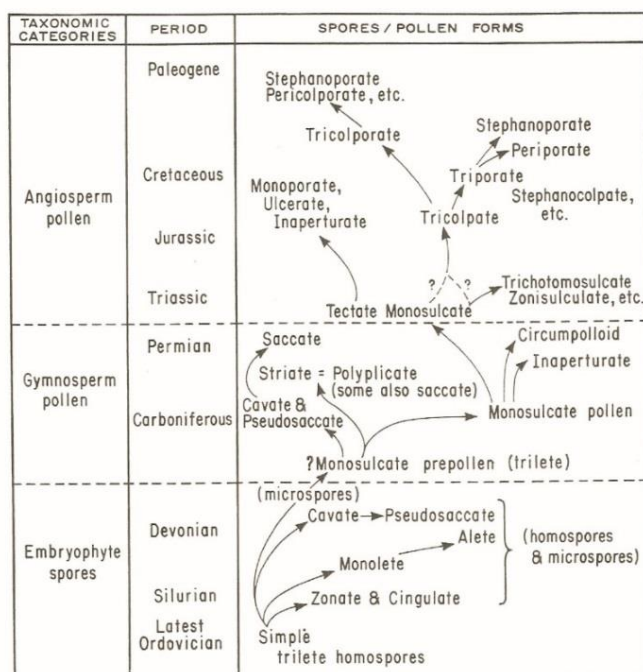 TAXONOMIC
CATEGORIES
PERIOD
SPORES / POLLEN FORMS
Angiosperm
pollen
Paleogene
Cretaceous
Jurassic
Triassic
Stephanoporate
Pericolporate, etc.
Tricolporate
Stephanoporate
Periporate
Triporate
Stephanocolpate,
etc.
Monoporate,
Ulcerate,
Inaperturate
Tricolpate
? ?
Trichotomosulcate
Zonisulculate, etc.
Tectate Monosulcate
Gymnosperm
pollen
Permian
Carboniferous
Saccate
Circumpolloid
Inaperturate
Striate = Polyplicate
(some also saccate)
Cavate &
Pseudosaccate
Monosulcate pollen
?Monosulcate prepollen (trilete)
Embryophyte
spores
Devonian
Silurian
Latest
Ordovician
(microspores)
Cavate Pseudosaccate
Alete
(homospores
& microspores)
Monolete
Zonate & Cingulate
Simple
trilete homospores